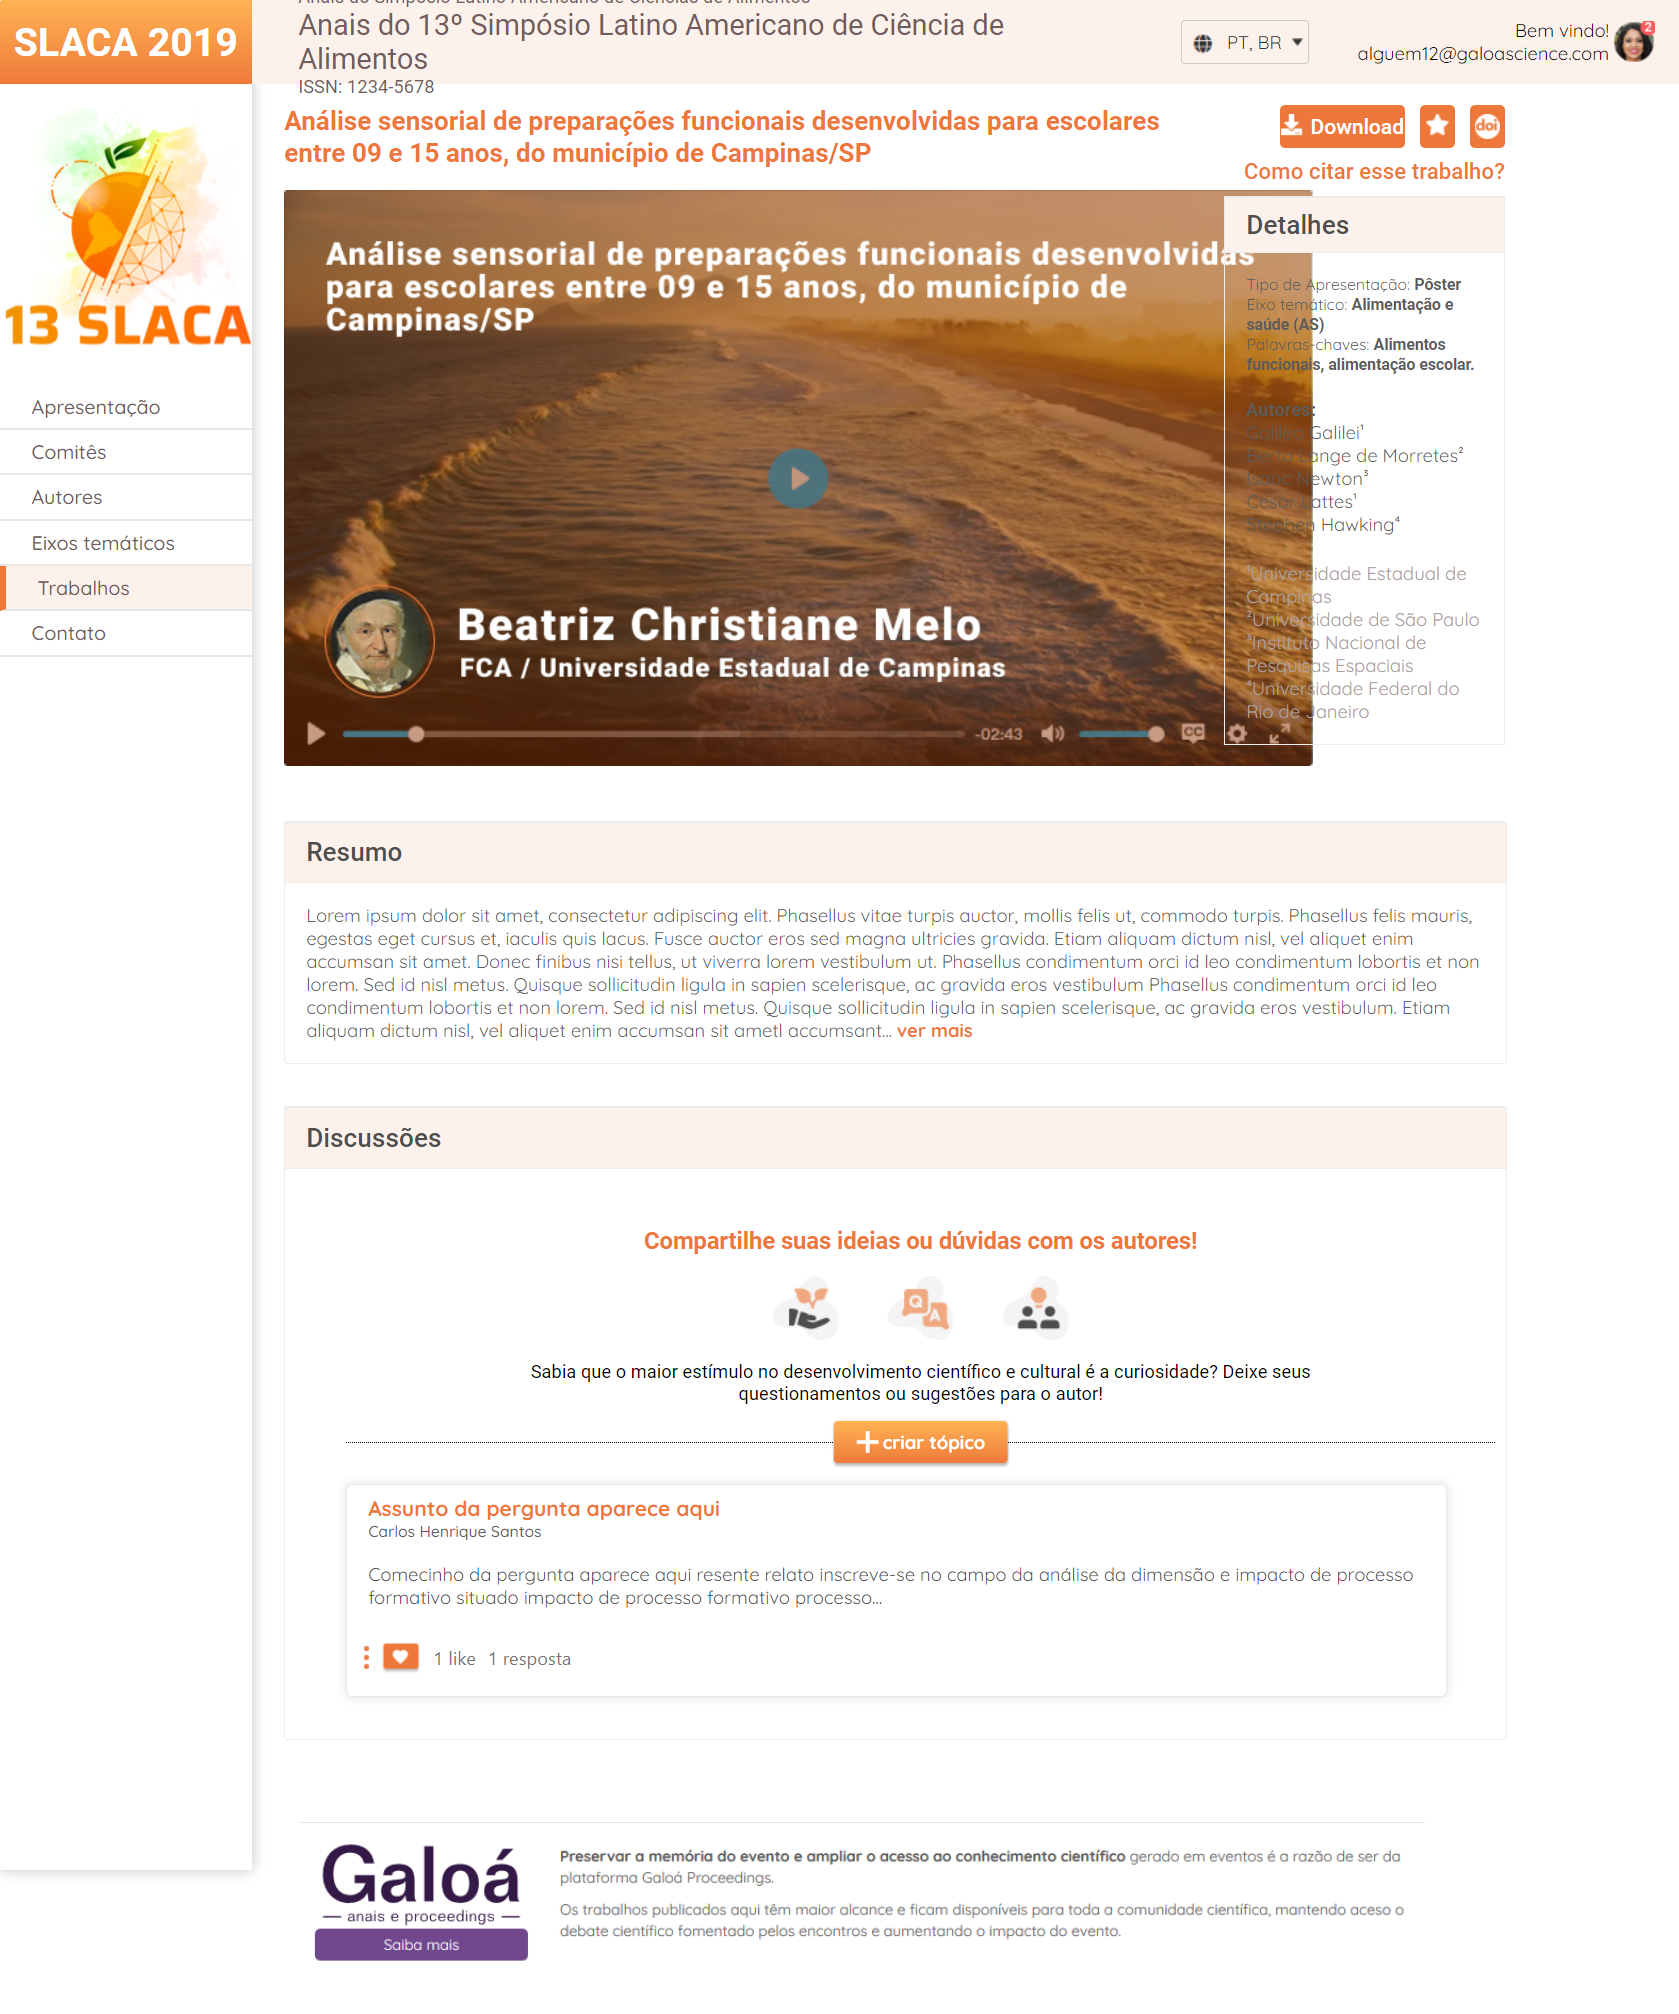 SLACA 2019
Anais do Simpósio Latino Americano de Ciências de Alimentos
Anais do 13º Simpósio Latino Americano de Ciência de
Alimentos
ISSN: 1234-5678
PT, BR
Bem vindo!
alguem12@galoascience.com
2
13 SLACA
Apresentação
Comitês
Autores
Eixos temáticos
Trabalhos
Contato
Análise sensorial de preparações funcionais desenvolvidas para escolares
entre 09 e 15 anos, do município de Campinas/SP
Download
doi
Como citar esse trabalho?
Análise sensorial de preparações funcionais desenvolvidas
para escolares entre 09 e 15 anos, do município de
Campinas/SP
Beatriz Christiane Melo
FCA / Universidade Estadual de Campinas
-02:43
CC
Detalhes
Tipo de Apresentação: Pôster
Eixo temático: Alimentação e
saúde (AS)
Palavras-chaves: Alimentos
funcionais, alimentação escolar.
Autores:
Galileo Galilei¹
Lange de Morretes²
Isaac Newton³
César Lattes¹
Stephen Hawking⁴
¹Universidade Estadual de
Campinas
²Universidade de São Paulo
³Instituto Nacional de
Pesquisas Espaciais
⁴Universidade Federal do
Rio de Janeiro
Resumo
Lorem ipsum dolor sit amet, consectetur adipiscing elit. Phasellus vitae turpis auctor, mollis felis ut, commodo turpis. Phasellus felis mauris,
egestas eget cursus et, iaculis quis lacus. Fusce auctor eros sed magna ultricies gravida. Etiam aliquam dictum nisl, vel aliquet enim
accumsan sit amet. Donec finibus nisi tellus, ut viverra lorem vestibulum ut. Phasellus condimentum orci id leo condimentum lobortis et non
lorem. Sed id nisl metus. Quisque sollicitudin ligula in sapien scelerisque, ac gravida eros vestibulum Phasellus condimentum orci id leo
condimentum lobortis et non lorem. Sed id nisl metus. Quisque sollicitudin ligula in sapien scelerisque, ac gravida eros vestibulum. Etiam
aliquam dictum nisl, vel aliquet enim accumsan sit ametl accumsant... ver mais
Discussões
Compartilhe suas ideias ou dúvidas com os autores!
Q
A
Sabia que o maior estímulo no desenvolvimento científico e cultural é a curiosidade? Deixe seus
questionamentos ou sugestões para o autor!
criar tópico
Assunto da pergunta aparece aqui
Carlos Henrique Santos
Comecinho da pergunta aparece aqui resente relato inscreve-se no campo da análise da dimensão e impacto de processo
formativo situado impacto de processo formativo processo...
1 like 1 resposta
Galoá
anais e proceedings
Saiba mais
Preservar a memória do evento e ampliar o acesso ao conhecimento científico gerado em eventos é a razão de ser da
plataforma Galoá Proceedings.
Os trabalhos publicados aqui têm maior alcance e ficam disponíveis para toda a comunidade científica, mantendo aceso o
debate científico fomentado pelos encontros e aumentando o impacto do evento.